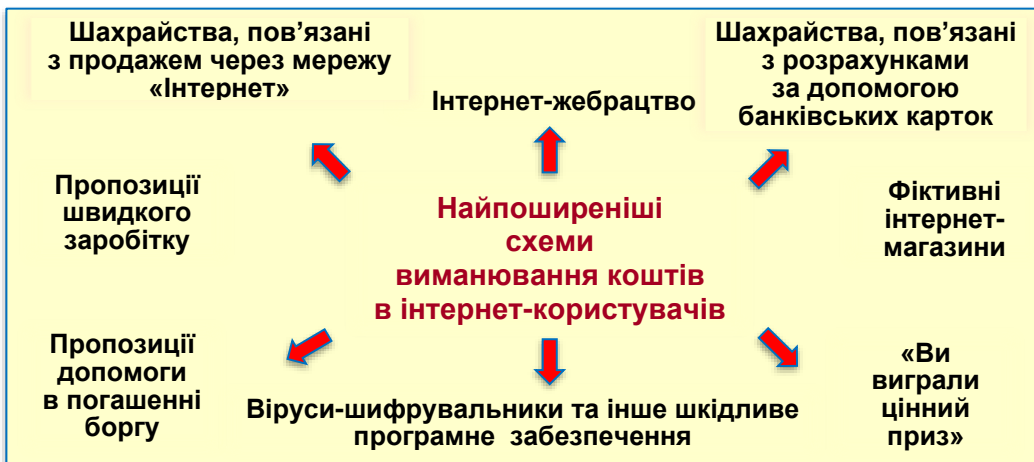 Шахрайства, пов’язані
з продажем через мережу
«Інтернет»
Інтернет-жебрацтво
Шахрайства, пов’язані
з розрахунками
за допомогою
банківських карток
Пропозиції
швидкого
заробітку
Найпоширеніші
схеми
виманювання коштів
в інтернет-користувачів
Фіктивні
інтернет-
магазини
Пропозиції
допомоги
в погашенні
боргу
Віруси-шифрувальники та інше шкідливе
програмне забезпечення
«Ви
виграли
цінний
приз»